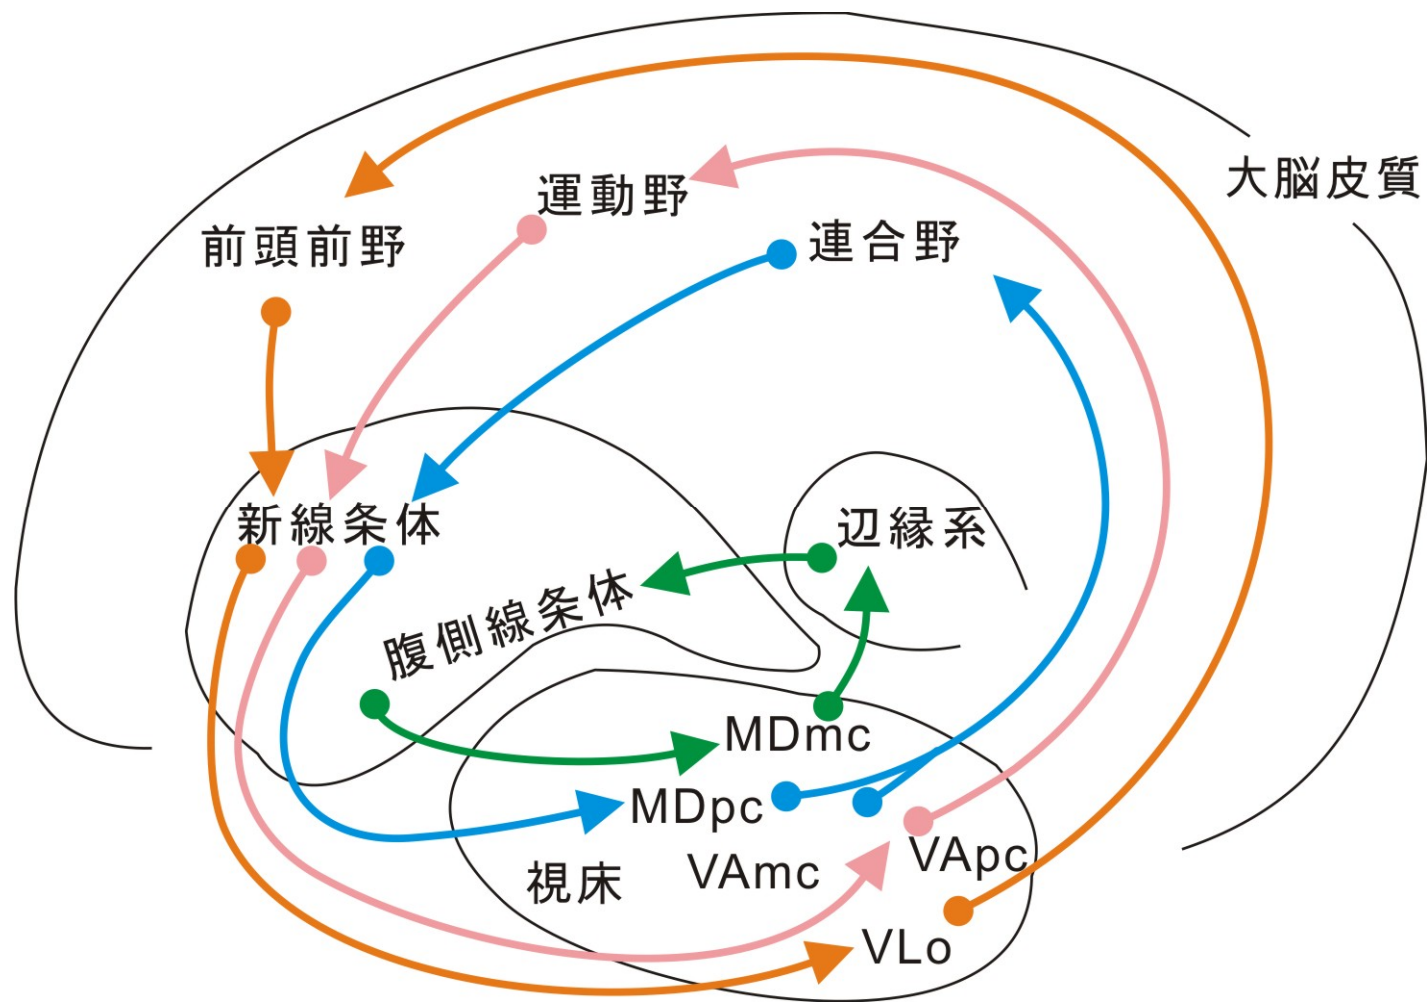 大脳皮質
運動野
前頭前野
連合野
新線条体
辺縁系
腹側線条体
MDmc
MDpc
VApc
VAmc
視床
VLo